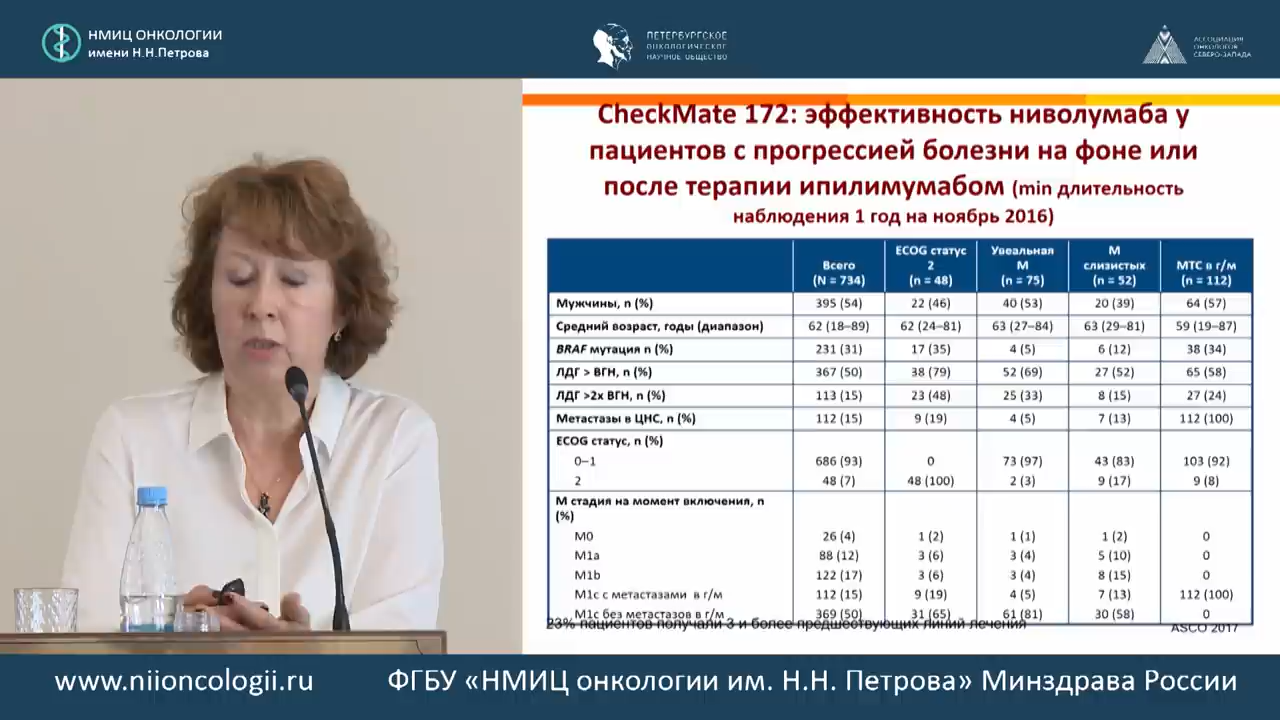 НМИЦ ОНКОЛОГИИ
имени Н.Н.Петрова
ПЕТЕРБУРГСКОЕ
ОНКОЛОГИЧЕСКОЕ
НАУЧНОЕ ОБЩЕСТВО
АССОЦИАЦИЯ
ОНКОЛОГОВ
СЕВЕРО-ЗАПАДА
CheckMate 172: эффективность ниволумаба у
пациентов с прогрессией болезни на фоне или
после терапии ипилимумабом (min длительность
наблюдения 1 год на ноябрь 2016)
Всего (N = 734) ECOG статус 2 (n = 48) Увеальная М (n = 75) М слизистых (n = 52) МТС в г/м (n = 112)
Мужчины, n (%) 395 (54) 22 (46) 40 (53) 20 (39) 64 (57)
Средний возраст, годы (диапазон) 62 (18–89) 62 (24–81) 63 (27–84) 63 (29–81) 59 (19–87)
BRAF мутация n (%) 231 (31) 17 (35) 4 (5) 6 (12) 38 (34)
ЛДГ > ВГН, n (%) 367 (50) 38 (79) 52 (69) 27 (52) 65 (58)
ЛДГ >2x ВГН, n (%) 113 (15) 23 (48) 25 (33) 8 (15) 27 (24)
Метастазы в ЦНС, n (%) 112 (15) 9 (19) 4 (5) 7 (13) 112 (100)
ECOG статус, n (%)
0–1 686 (93) 0 73 (97) 43 (83) 103 (92)
2 48 (7) 48 (100) 2 (3) 9 (17) 9 (8)
М стадия на момент включения, n
(%)
M0 26 (4) 1 (2) 1 (1) 1 (2) 0
M1a 88 (12) 3 (6) 3 (4) 5 (10) 0
M1b 122 (17) 3 (6) 3 (4) 8 (15) 0
M1c с метастазами в г/м 112 (15) 9 (19) 4 (5) 7 (13) 112 (100)
M1c без метастазов в г/м 369 (50) 31 (65) 61 (81) 30 (58) 0
23% пациентов получали 3 и более предшествующих линий лечения
ASCO 2017
www.niioncologii.ru ФГБУ «НМИЦ онкологии им. Н.Н. Петрова» Минздрава России